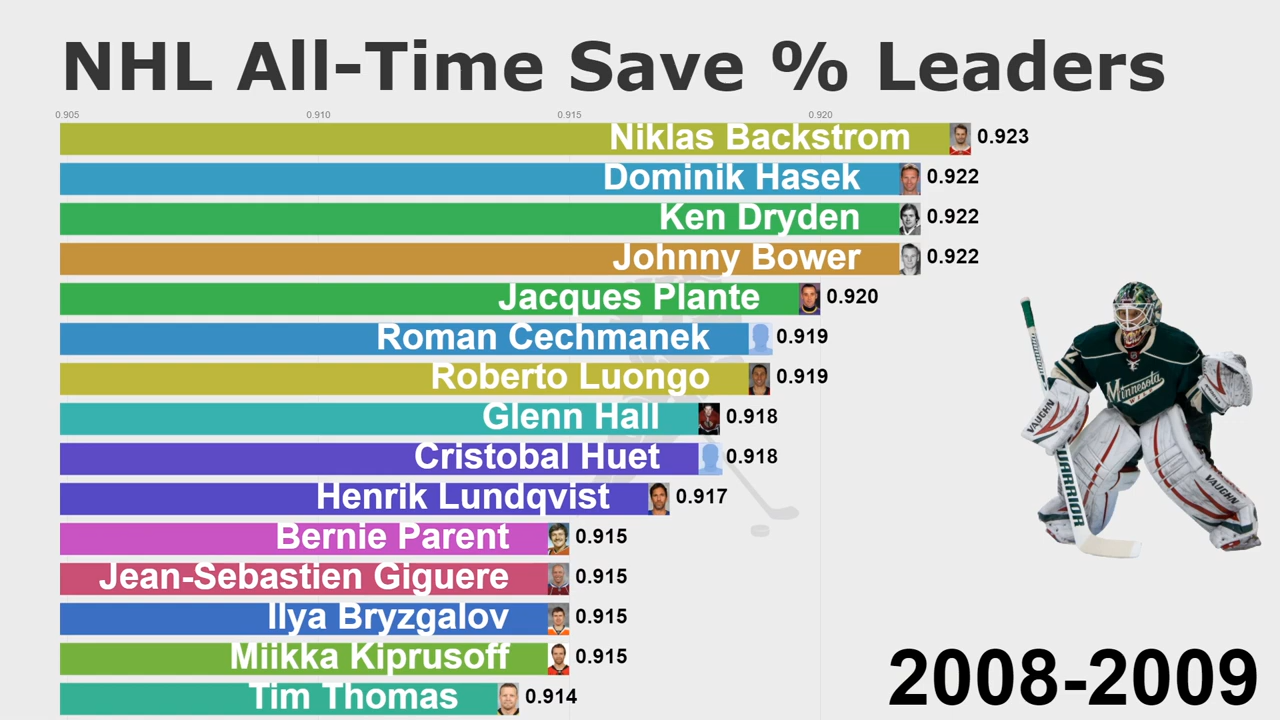 NHL All-Time Save % Leaders
0.905 0.910 0.915 0.920
Niklas Backstrom 0.923
Dominik Hasek 0.922
Ken Dryden 0.922
Johnny Bower 0.922
Jacques Plante 0.920
Roman Cechmanek 0.919
Roberto Luongo 0.919
Glenn Hall 0.918
Cristobal Huet 0.918
Henrik Lundqvist 0.917
Bernie Parent 0.915
Jean-Sebastien Giguere 0.915
Ilya Bryzgalov 0.915
Miikka Kiprusoff 0.915
Tim Thomas 0.914
Minnesota
VAUGHN
WARRIOR
VAUGHN
2008-2009